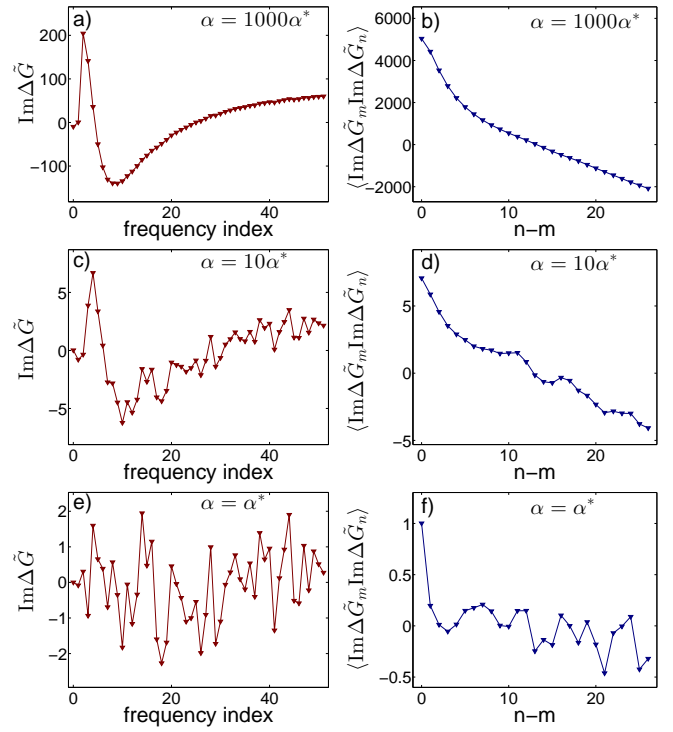 a) α = 1000α*
ImΔG̃
200
100
0
−100
0 20 40
frequency index
b) α = 1000α*
⟨ImΔG̃ₘImΔG̃ₙ⟩
6000
4000
2000
0
−2000
0 10 20
n−m
c) α = 10α*
ImΔG̃
5
0
−5
0 20 40
frequency index
d) α = 10α*
⟨ImΔG̃ₘImΔG̃ₙ⟩
5
0
−5
0 10 20
n−m
e) α = α*
ImΔG̃
2
1
0
−1
−2
0 20 40
frequency index
f) α = α*
⟨ImΔG̃ₘImΔG̃ₙ⟩
1
0.5
0
−0.5
0 10 20
n−m